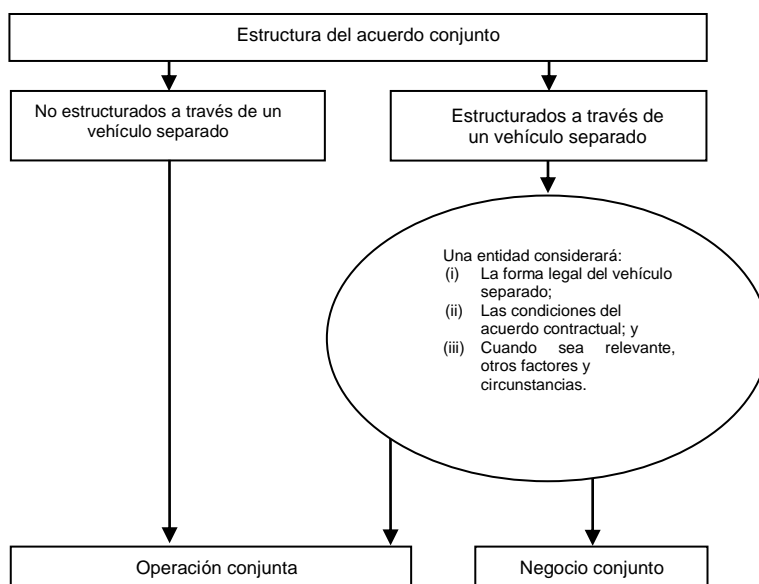 Estructura del acuerdo conjunto
No estructurados a través de un
vehículo separado
Estructurados a través de
un vehículo separado
Una entidad considerará:
(i) La forma legal del vehículo
separado;
(ii) Las condiciones del
acuerdo contractual; y
(iii) Cuando sea relevante,
otros factores y
circunstancias.
Operación conjunta
Negocio conjunto